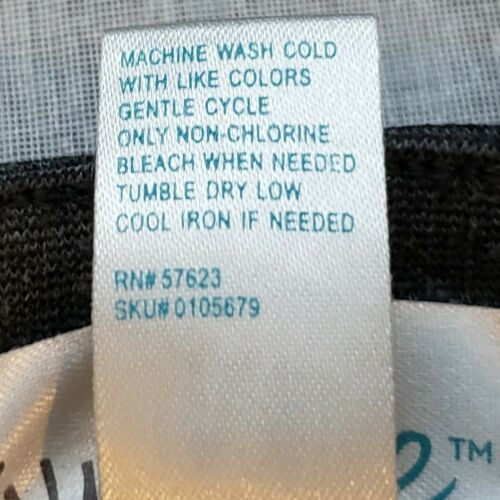 MACHINE WASH COLD
WITH LIKE COLORS
GENTLE CYCLE
ONLY NON-CHLORINE
BLEACH WHEN NEEDED
TUMBLE DRY LOW
COOL IRON IF NEEDED
RN# 57623
SKU# 0105679
TM